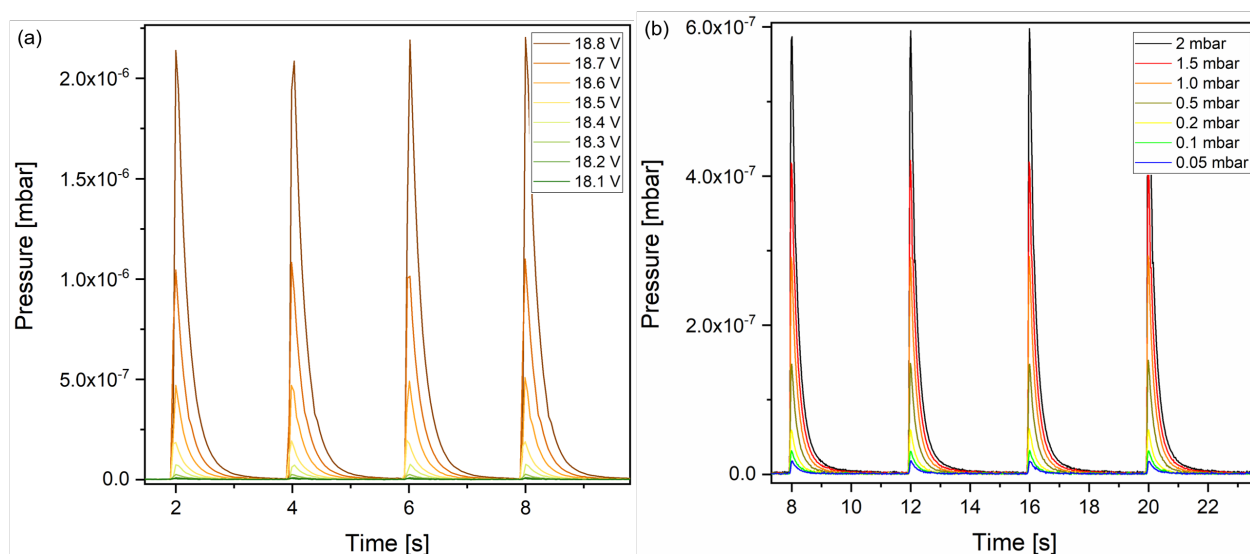 (a)
18.8 V
18.7 V
18.6 V
18.5 V
18.4 V
18.3 V
18.2 V
18.1 V
2.0x10⁻⁶
1.5x10⁻⁶
1.0x10⁻⁶
5.0x10⁻⁷
0.0
Pressure [mbar]
2 4 6 8
Time [s]
(b)
2 mbar
1.5 mbar
1.0 mbar
0.5 mbar
0.2 mbar
0.1 mbar
0.05 mbar
6.0x10⁻⁷
4.0x10⁻⁷
2.0x10⁻⁷
0.0
Pressure [mbar]
8 10 12 14 16 18 20 22
Time [s]